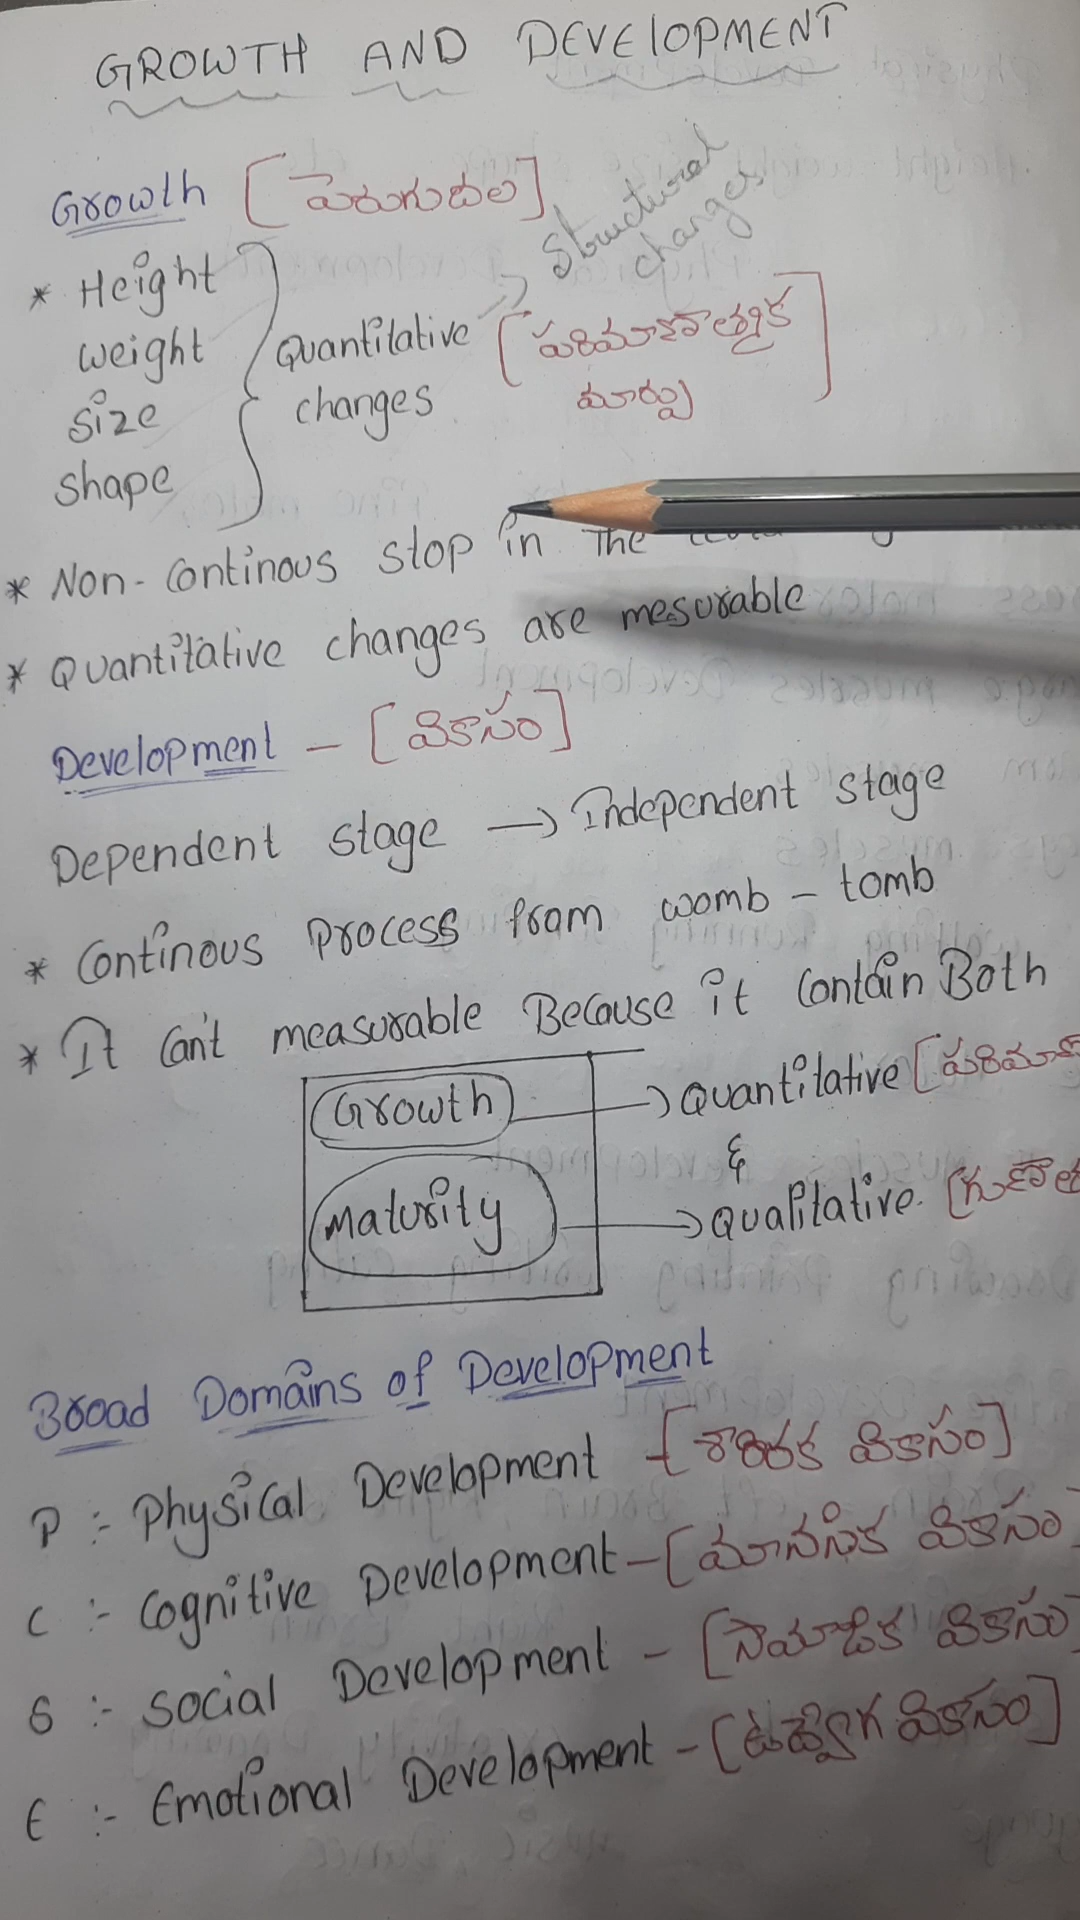 GROWTH AND DEVELOPMENT
Growth [పెరుగుదల]
Structural
changes
* Height
weight
size
shape
Quantitative changes
[పరిమాణాత్మక
మార్పు]
* Non-Continous stop in the
* Quantitative changes are mesurable
Development - [వికాసం]
Dependent stage → Independent stage
* Continous Process from womb - tomb
* It Can't measurable Because it Contain Both
Growth → Quantitative [పరిమా
&
Maturity → Qualitative. [గుణాత
Broad Domains of Development
P :- Physical Development - [శారీరక వికాసం]
C :- Cognitive Development - [మానసిక వికాసం]
S :- Social Development - [సామాజిక వికాసం]
E :- Emotional Development - [ఉద్వేగ వికాసం]